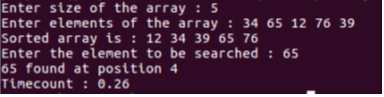 Enter size of the array : 5
Enter elements of the array : 34 65 12 76 39
Sorted array is : 12 34 39 65 76
Enter the element to be searched : 65
65 found at position 4
Timecount : 0.26